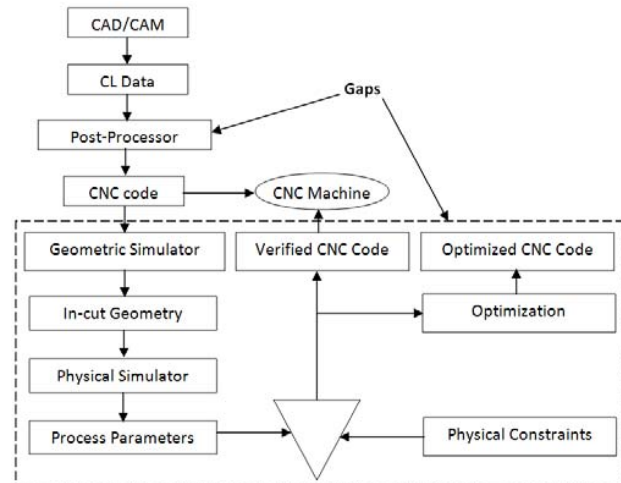 CAD/CAM
CL Data
Gaps
Post-Processor
CNC code
CNC Machine
Geometric Simulator
Verified CNC Code
Optimized CNC Code
In-cut Geometry
Optimization
Physical Simulator
Process Parameters
Physical Constraints